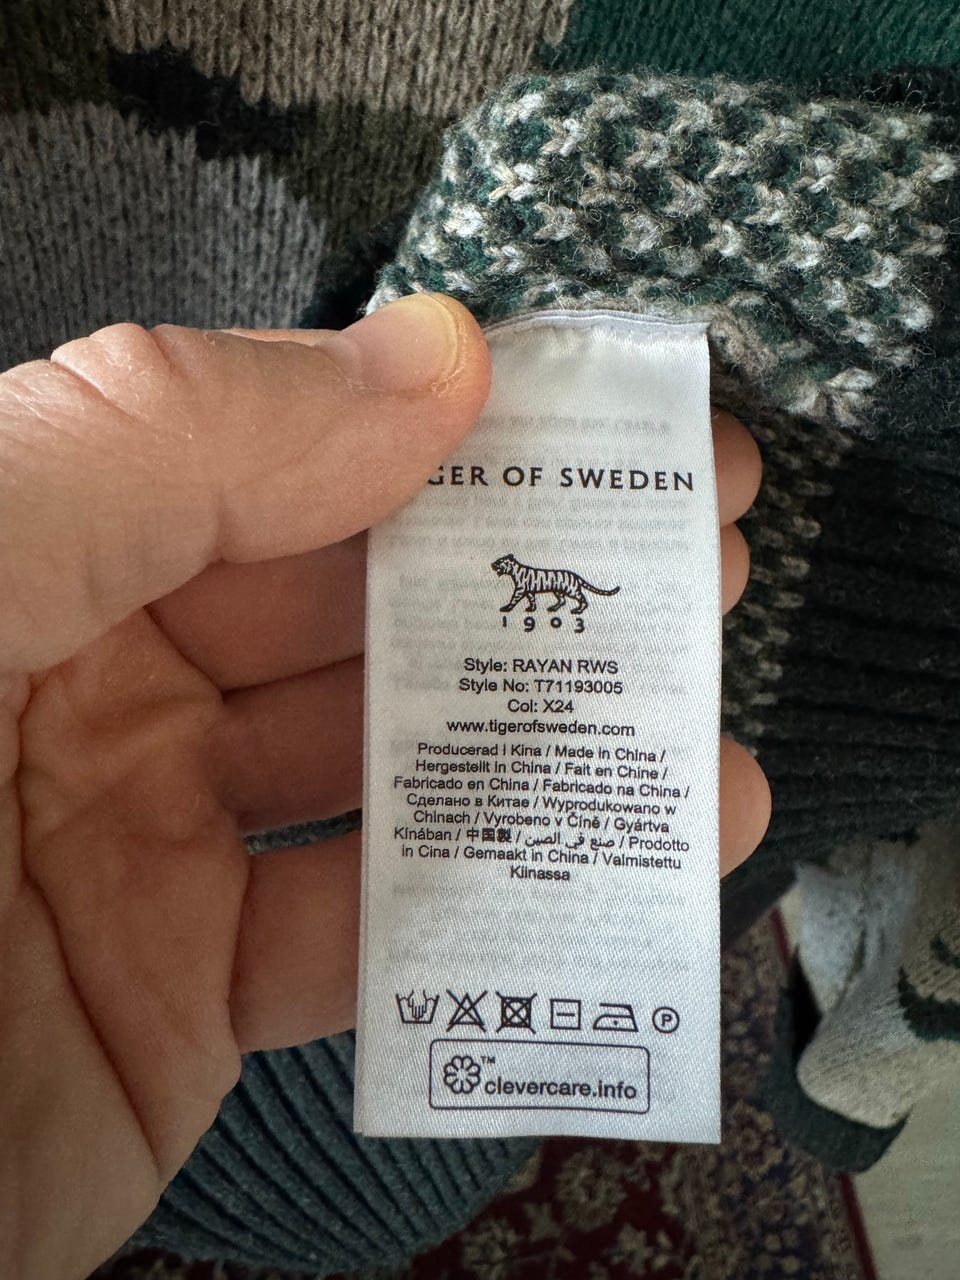 GER OF SWEDEN
1903
Style: RAYAN RWS
Style No: T71193005
Col: X24
www.tigerofsweden.com
Producerad i Kina / Made in China /
Hergestellt in China / Fait en Chine /
Fabricado en China / Fabricado na China /
Сделано в Китае / Wyprodukowano w
Chinach / Vyrobeno v Číně / Gyártva
Kínában / 中国製 / صنع في الصين / Prodotto
in Cina / Gemaakt in China / Valmistettu
Kiinassa
P
™
clevercare.info